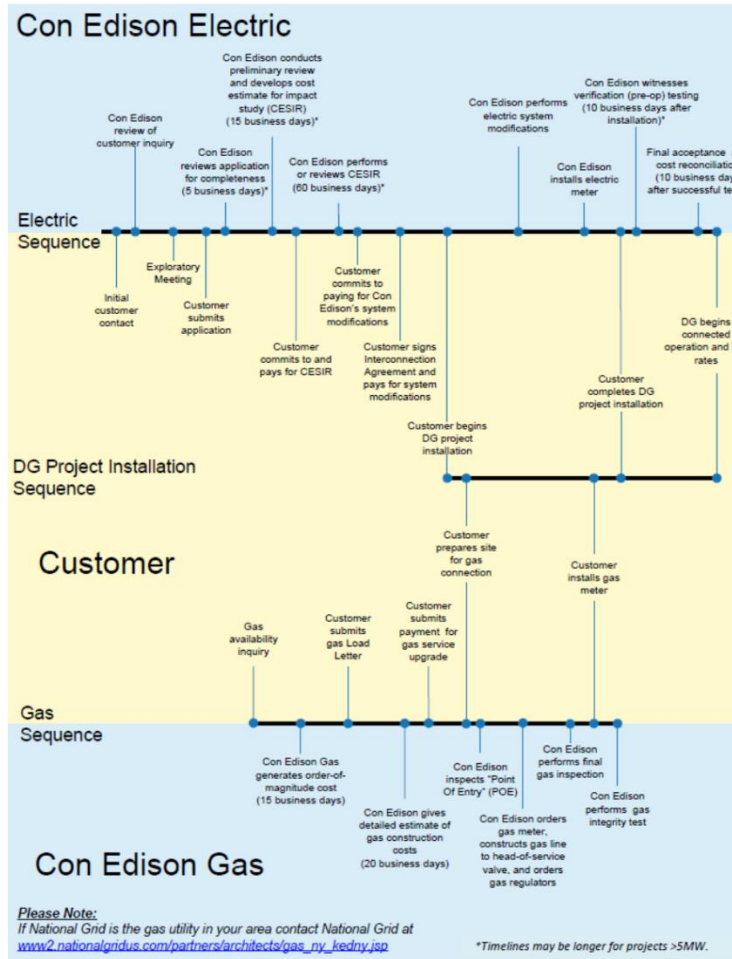 Con Edison Electric
Con Edison conducts
preliminary review
and develops cost
estimate for impact
study (CESIR)
(15 business days)*
Con Edison witnesses
verification (pre-op) testing
(10 business days after
installation)*
Con Edison
review of
customer inquiry
Con Edison performs
electric system
modifications
Con Edison
reviews application
for completeness
(5 business days)*
Con Edison performs
or reviews CESIR
(60 business days)*
Con Edison
installs electric
meter
Final acceptance
cost reconciliatio
(10 business day
after successful te
Electric
Sequence
Initial
customer
contact
Exploratory
Meeting
Customer
submits
application
Customer
commits to and
pays for CESIR
Customer
commits to
paying for Con
Edison's system
modifications
Customer signs
Interconnection
Agreement and
pays for system
modifications
Customer begins
DG project
installation
Customer
completes DG
project installation
DG begins
connected
operation and
rates
DG Project Installation
Sequence
Customer
Customer
prepares site
for gas
connection
Customer
installs gas
meter
Gas
availability
inquiry
Customer
submits
gas Load
Letter
Customer
submits
payment for
gas service
upgrade
Gas
Sequence
Con Edison Gas
generates order-of-
magnitude cost
(15 business days)
Con Edison gives
detailed estimate of
gas construction
costs
(20 business days)
Con Edison
inspects "Point
Of Entry" (POE)
Con Edison orders
gas meter,
constructs gas line
to head-of-service
valve, and orders
gas regulators
Con Edison
performs final
gas inspection
Con Edison
performs gas
integrity test
Con Edison Gas
Please Note:
If National Grid is the gas utility in your area contact National Grid at
www2.nationalgridus.com/partners/architects/gas_ny_kedny.jsp
*Timelines may be longer for projects >5MW.